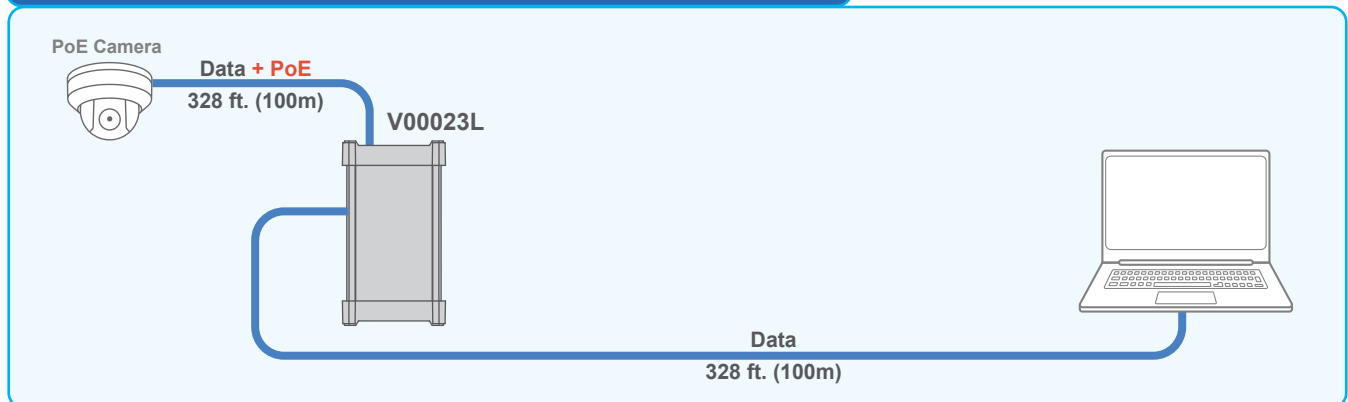 PoE Camera
Data + PoE
328 ft. (100m)
V00023L
Data
328 ft. (100m)